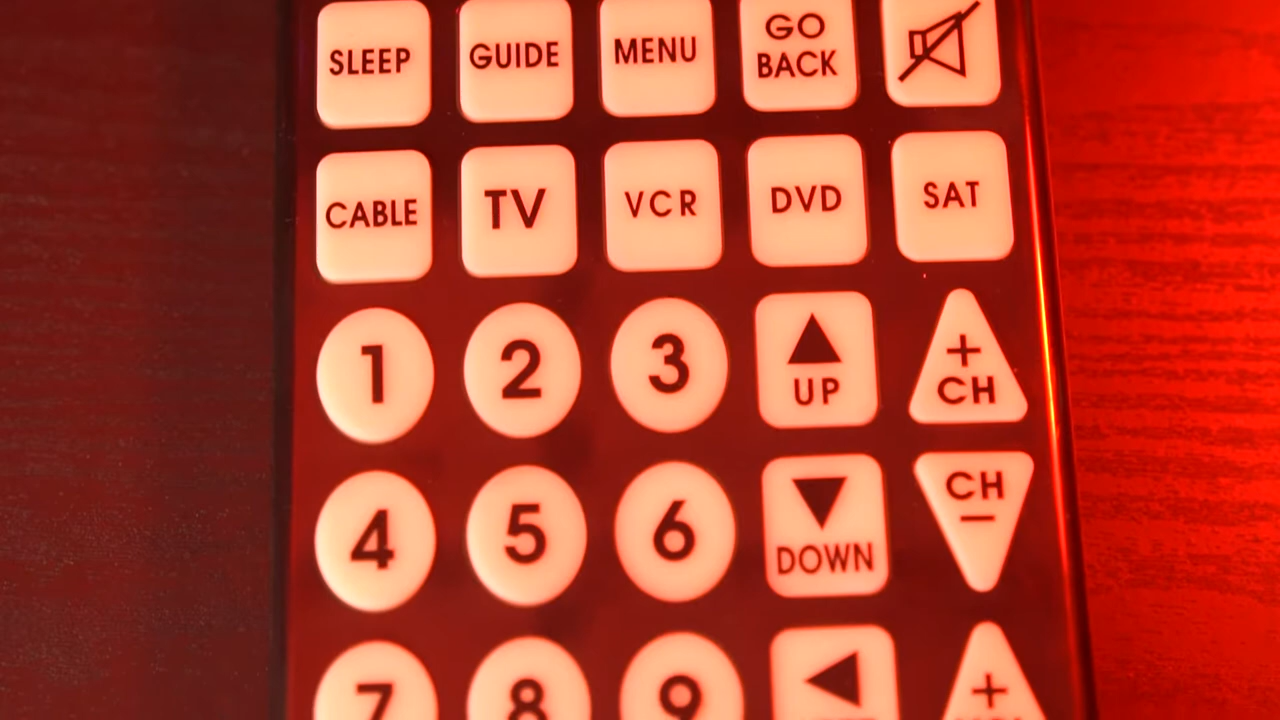 SLEEP GUIDE MENU GO BACK
CABLE TV VCR DVD SAT
1 2 3 UP + CH
4 5 6 DOWN CH −
7 8 9 +